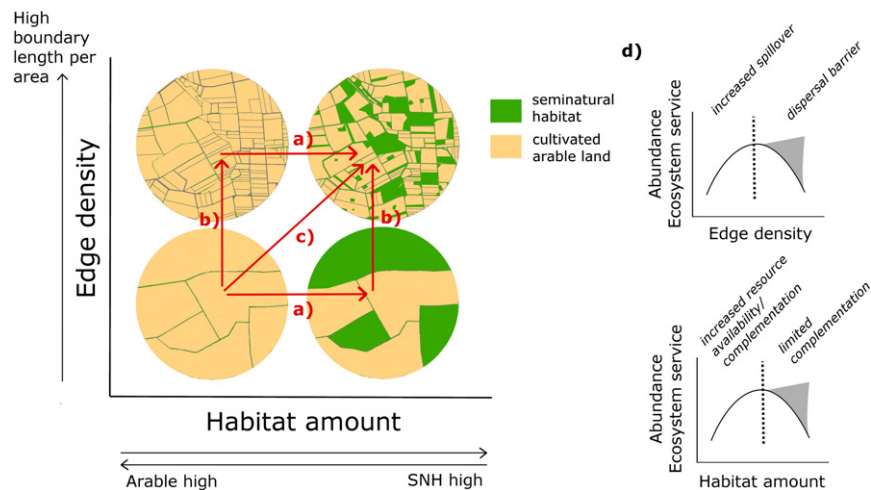 High
boundary
length per
area
Edge density
a)
b)
c)
b)
a)
Habitat amount
Arable high
SNH high
seminatural
habitat
cultivated
arable land
d)
increased spillover
dispersal barrier
Abundance
Ecosystem service
Edge density
increased resource
availability/
complementation
limited complementation
Abundance
Ecosystem service
Habitat amount